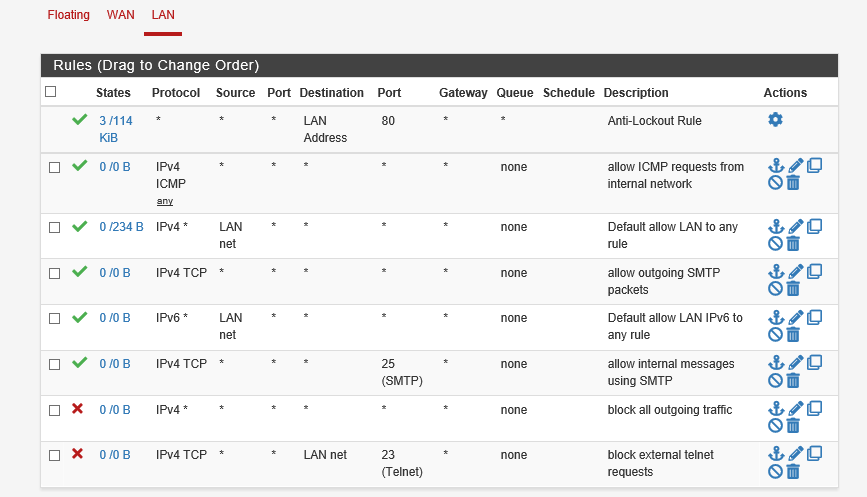 Floating WAN LAN
Rules (Drag to Change Order)
States Protocol Source Port Destination Port Gateway Queue Schedule Description Actions
3 /114 * * * LAN 80 * * Anti-Lockout Rule
KiB Address
0 /0 B IPv4 * * * * * none allow ICMP requests from
ICMP internal network
any
0 /234 B IPv4 * LAN * * * * none Default allow LAN to any
net rule
0 /0 B IPv4 TCP * * * * * none allow outgoing SMTP
packets
0 /0 B IPv6 * LAN * * * * none Default allow LAN IPv6 to
net any rule
0 /0 B IPv4 TCP * * * 25 * none allow internal messages
(SMTP) using SMTP
0 /0 B IPv4 * * * * * * none block all outgoing traffic
0 /0 B IPv4 TCP * * LAN net 23 * none block external telnet
(Telnet) requests